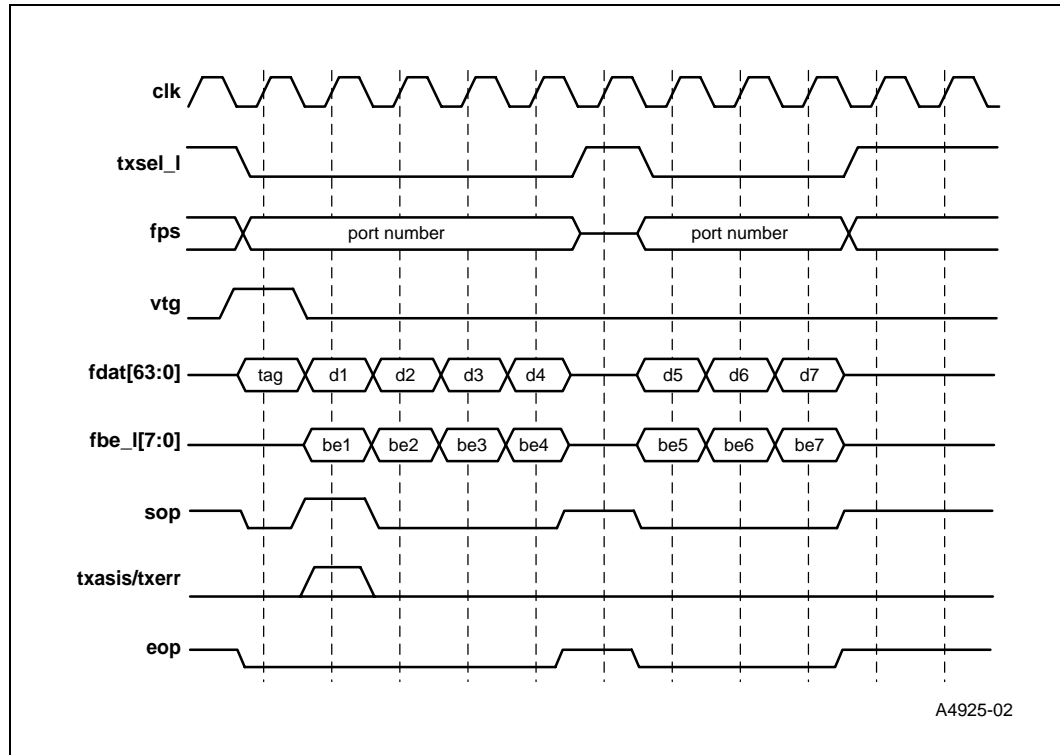 clk
txsel_l
fps port number port number
vtg
fdat[63:0] tag d1 d2 d3 d4 d5 d6 d7
fbe_l[7:0] be1 be2 be3 be4 be5 be6 be7
sop
txasis/txerr
eop
A4925-02